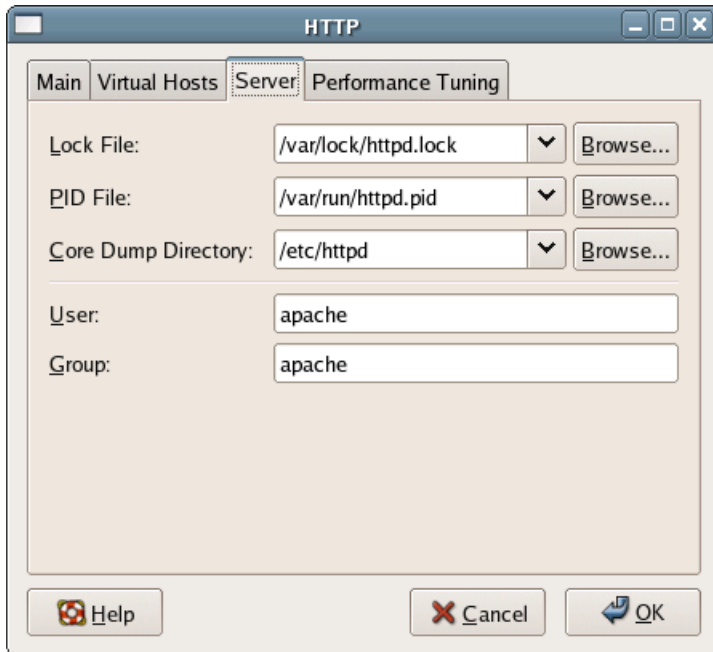 HTTP
Main Virtual Hosts Server Performance Tuning
Lock File: /var/lock/httpd.lock Browse...
PID File: /var/run/httpd.pid Browse...
Core Dump Directory: /etc/httpd Browse...
User: apache
Group: apache
Help Cancel OK